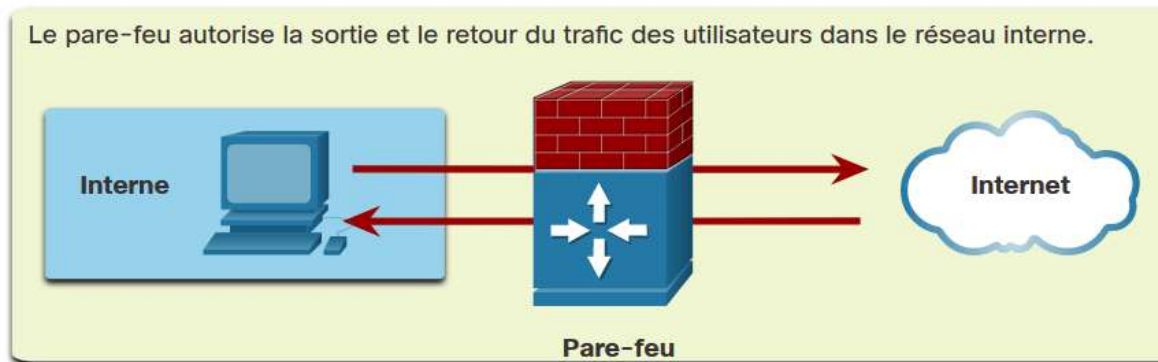 Le pare-feu autorise la sortie et le retour du trafic des utilisateurs dans le réseau interne.
Interne
Internet
Pare-feu